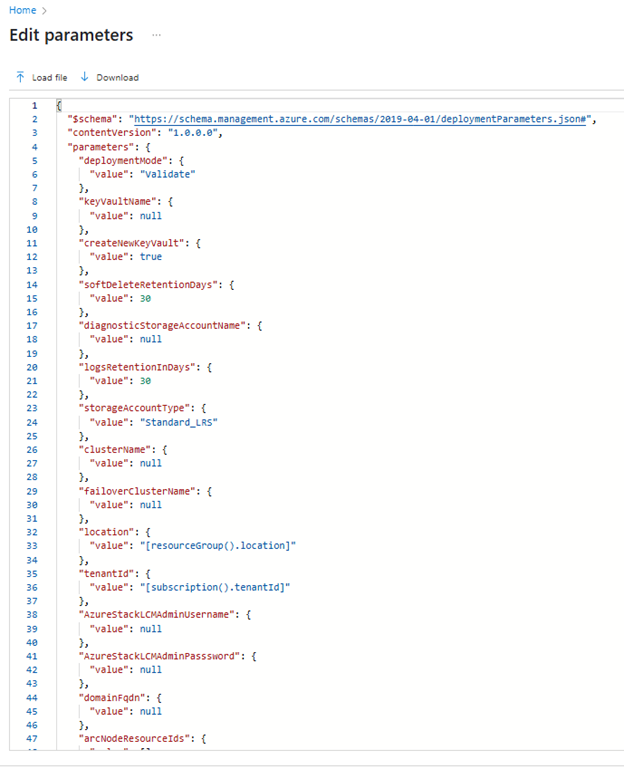 Home >
Edit parameters ...
Load file Download
1 {
2 "$schema": "https://schema.management.azure.com/schemas/2019-04-01/deploymentParameters.json#",
3 "contentVersion": "1.0.0.0",
4 "parameters": {
5 "deploymentMode": {
6 "value": "Validate"
7 },
8 "keyVaultName": {
9 "value": null
10 },
11 "createNewKeyVault": {
12 "value": true
13 },
14 "softDeleteRetentionDays": {
15 "value": 30
16 },
17 "diagnosticStorageAccountName": {
18 "value": null
19 },
20 "logsRetentionInDays": {
21 "value": 30
22 },
23 "storageAccountType": {
24 "value": "Standard_LRS"
25 },
26 "clusterName": {
27 "value": null
28 },
29 "failoverClusterName": {
30 "value": null
31 },
32 "location": {
33 "value": "[resourceGroup().location]"
34 },
35 "tenantId": {
36 "value": "[subscription().tenantId]"
37 },
38 "AzureStackLCMAdminUsername": {
39 "value": null
40 },
41 "AzureStackLCMAdminPasssword": {
42 "value": null
43 },
44 "domainFqdn": {
45 "value": null
46 },
47 "arcNodeResourceIds": {